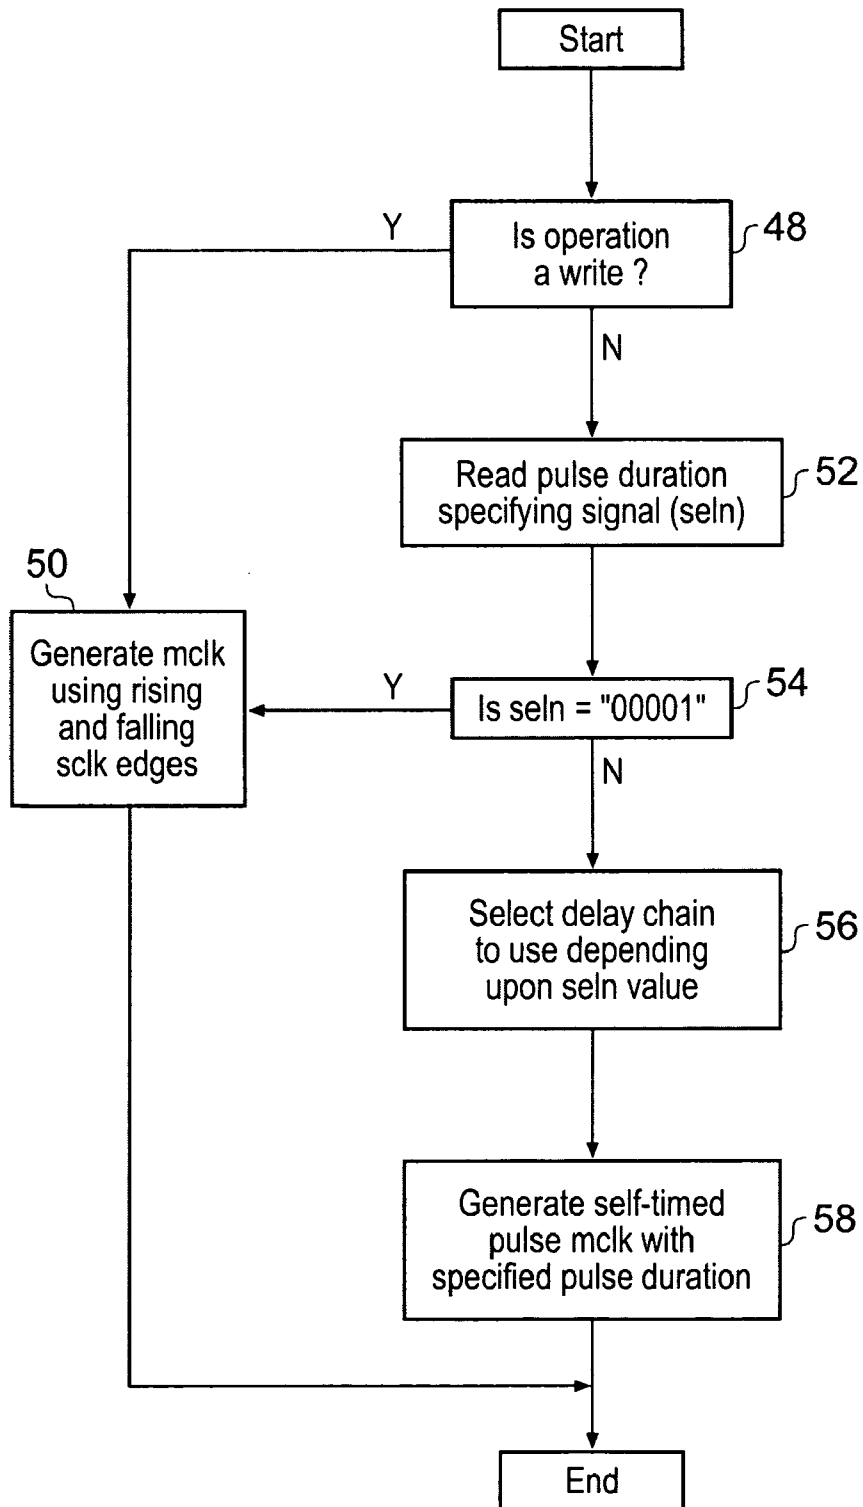 Start
Is operation
a write ?
48
Y
N
Read pulse duration
specifying signal (seln)
52
50
Generate mclk
using rising
and falling
sclk edges
Y
Is seln = "00001"
54
N
Select delay chain
to use depending
upon seln value
56
Generate self-timed
pulse mclk with
specified pulse duration
58
End